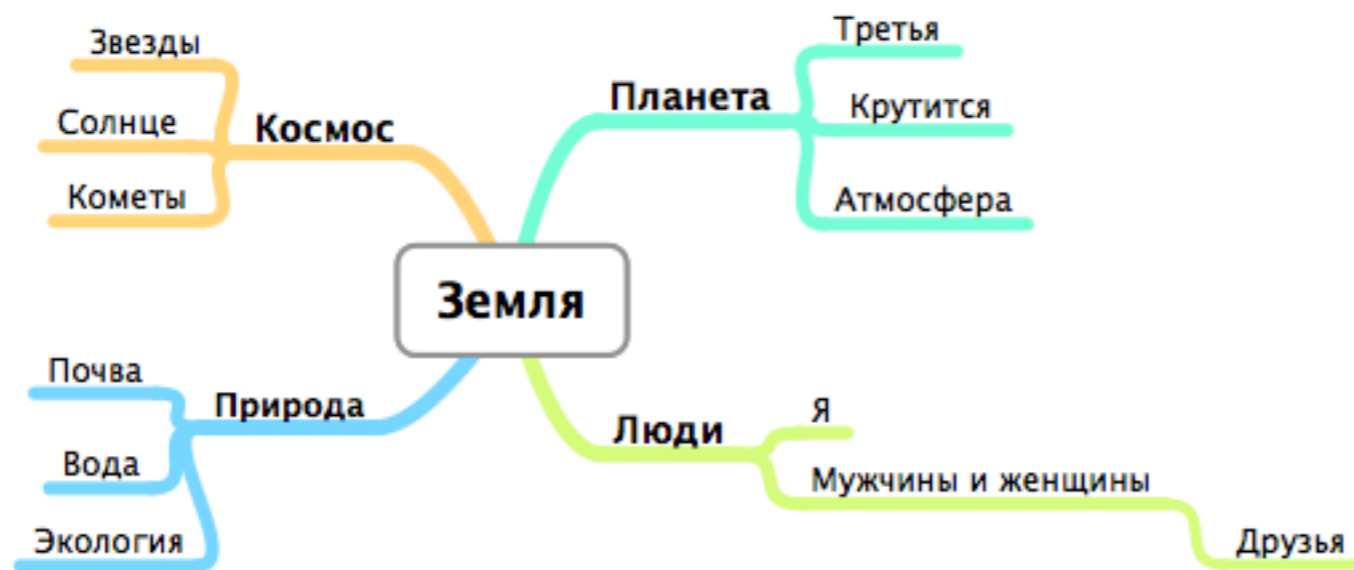 Звезды
Солнце
Кометы
Космос
Планета
Третья
Крутится
Атмосфера
Земля
Почва
Вода
Экология
Природа
Люди
Я
Мужчины и женщины
Друзья